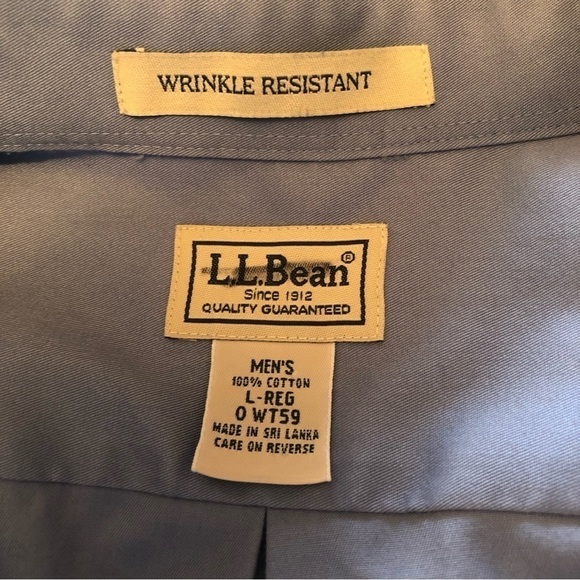 WRINKLE RESISTANT
L.L.Bean®
Since 1912
QUALITY GUARANTEED
MEN'S
100% COTTON
L-REG
0 WT59
MADE IN SRI LANKA
CARE ON REVERSE